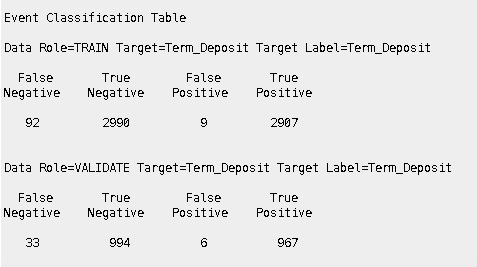 Event Classification Table
Data Role=TRAIN Target=Term_Deposit Target Label=Term_Deposit
False True False True
Negative Negative Positive Positive
92 2990 9 2907
Data Role=VALIDATE Target=Term_Deposit Target Label=Term_Deposit
False True False True
Negative Negative Positive Positive
33 994 6 967